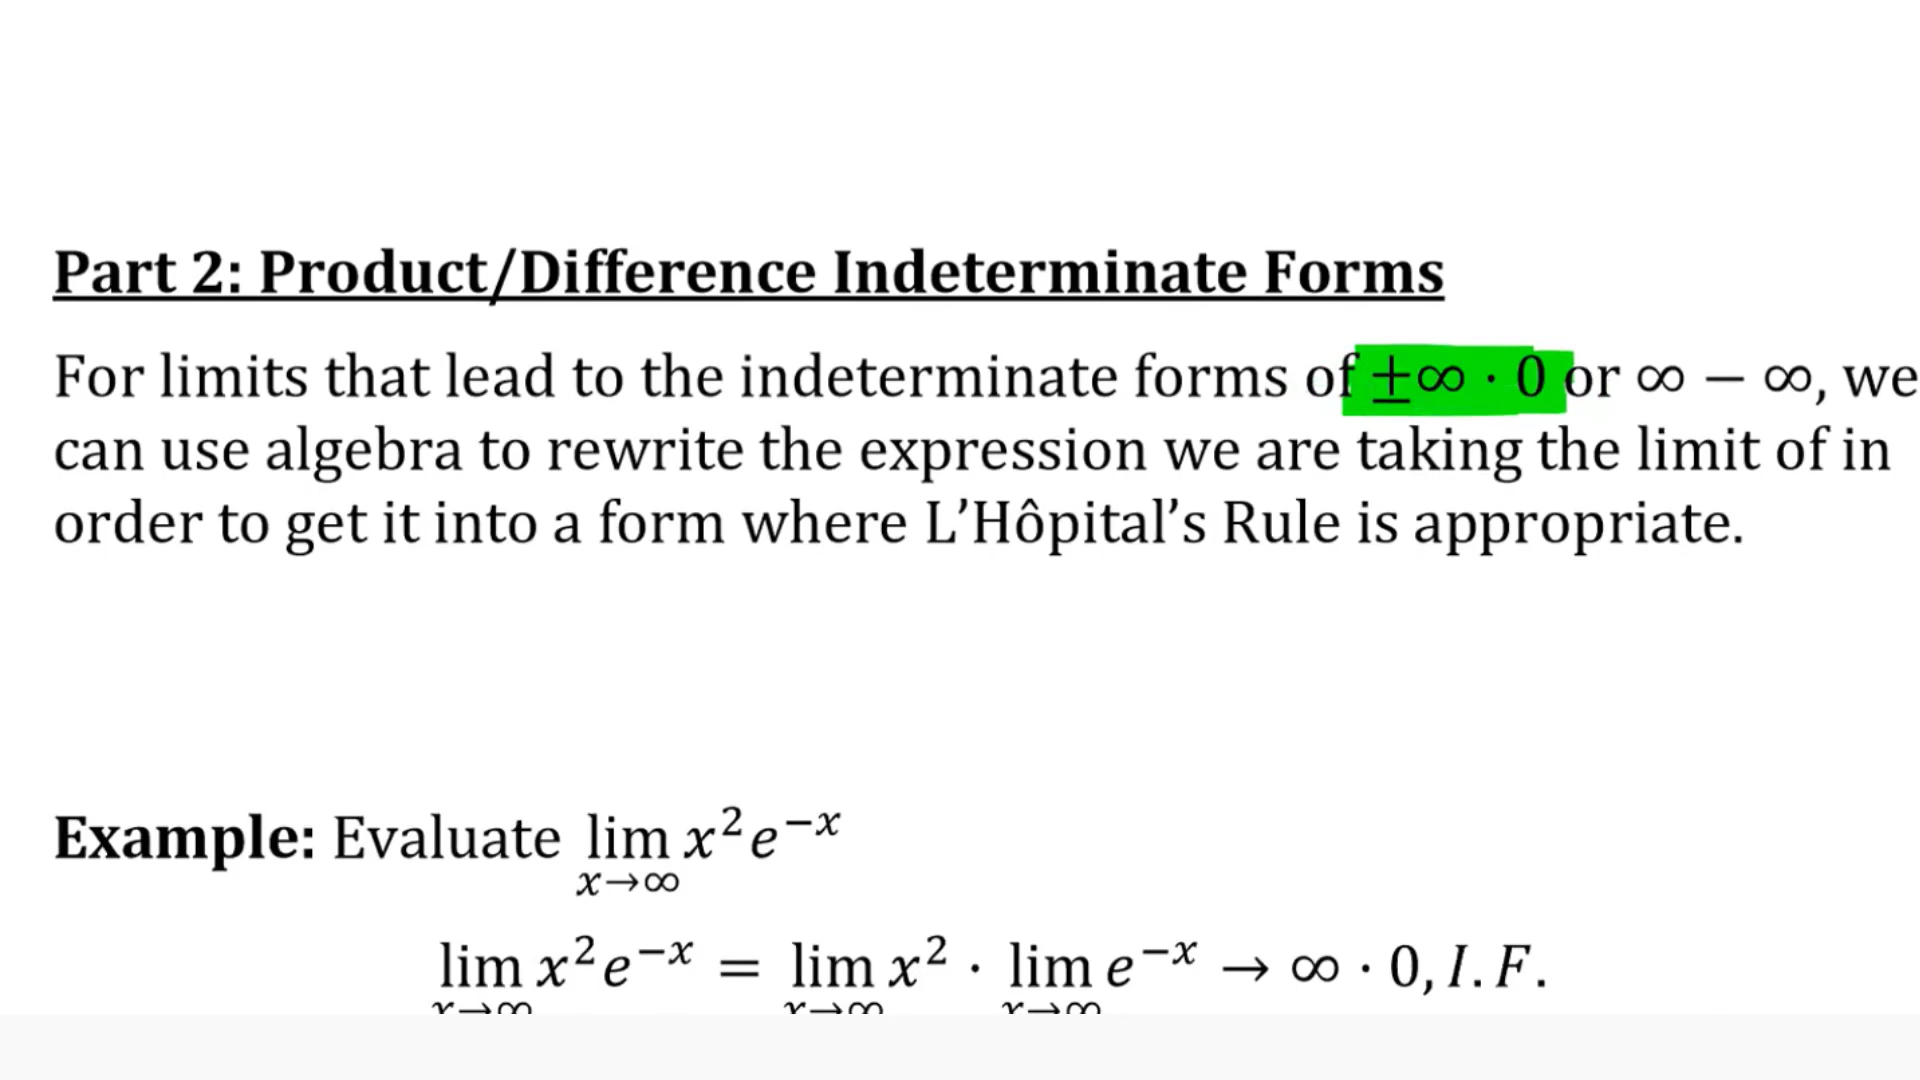 Part 2: Product/Difference Indeterminate Forms
For limits that lead to the indeterminate forms of ±∞ · 0 or ∞ − ∞, we
can use algebra to rewrite the expression we are taking the limit of in
order to get it into a form where L’Hôpital’s Rule is appropriate.
Example: Evaluate lim x²e⁻ˣ
x→∞
lim x²e⁻ˣ = lim x² · lim e⁻ˣ → ∞ · 0, I. F.
x→∞ x→∞ x→∞